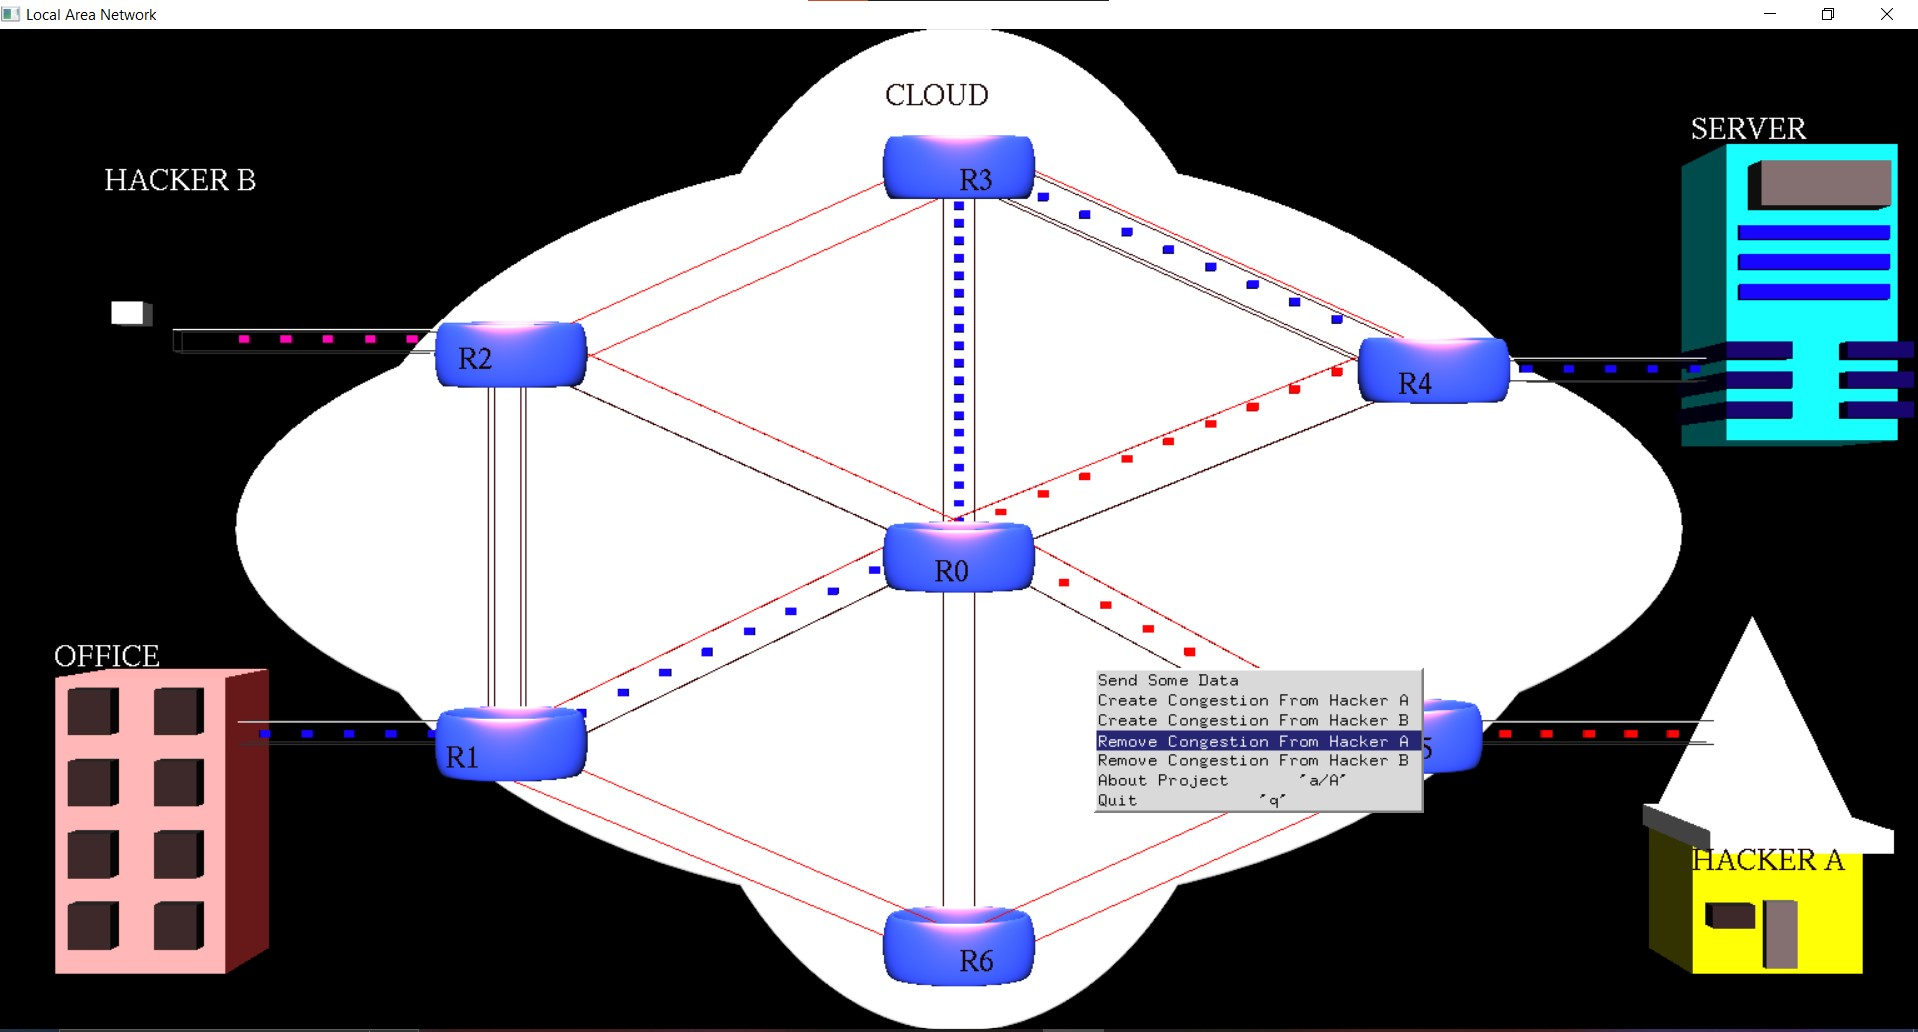 Local Area Network
CLOUD
SERVER
HACKER B
R3
R2
R4
R0
OFFICE
Send Some Data
Create Congestion From Hacker A
Create Congestion From Hacker B
Remove Congestion From Hacker A
Remove Congestion From Hacker B
About Project 'a/A'
Quit 'q'
R1
5
HACKER A
R6